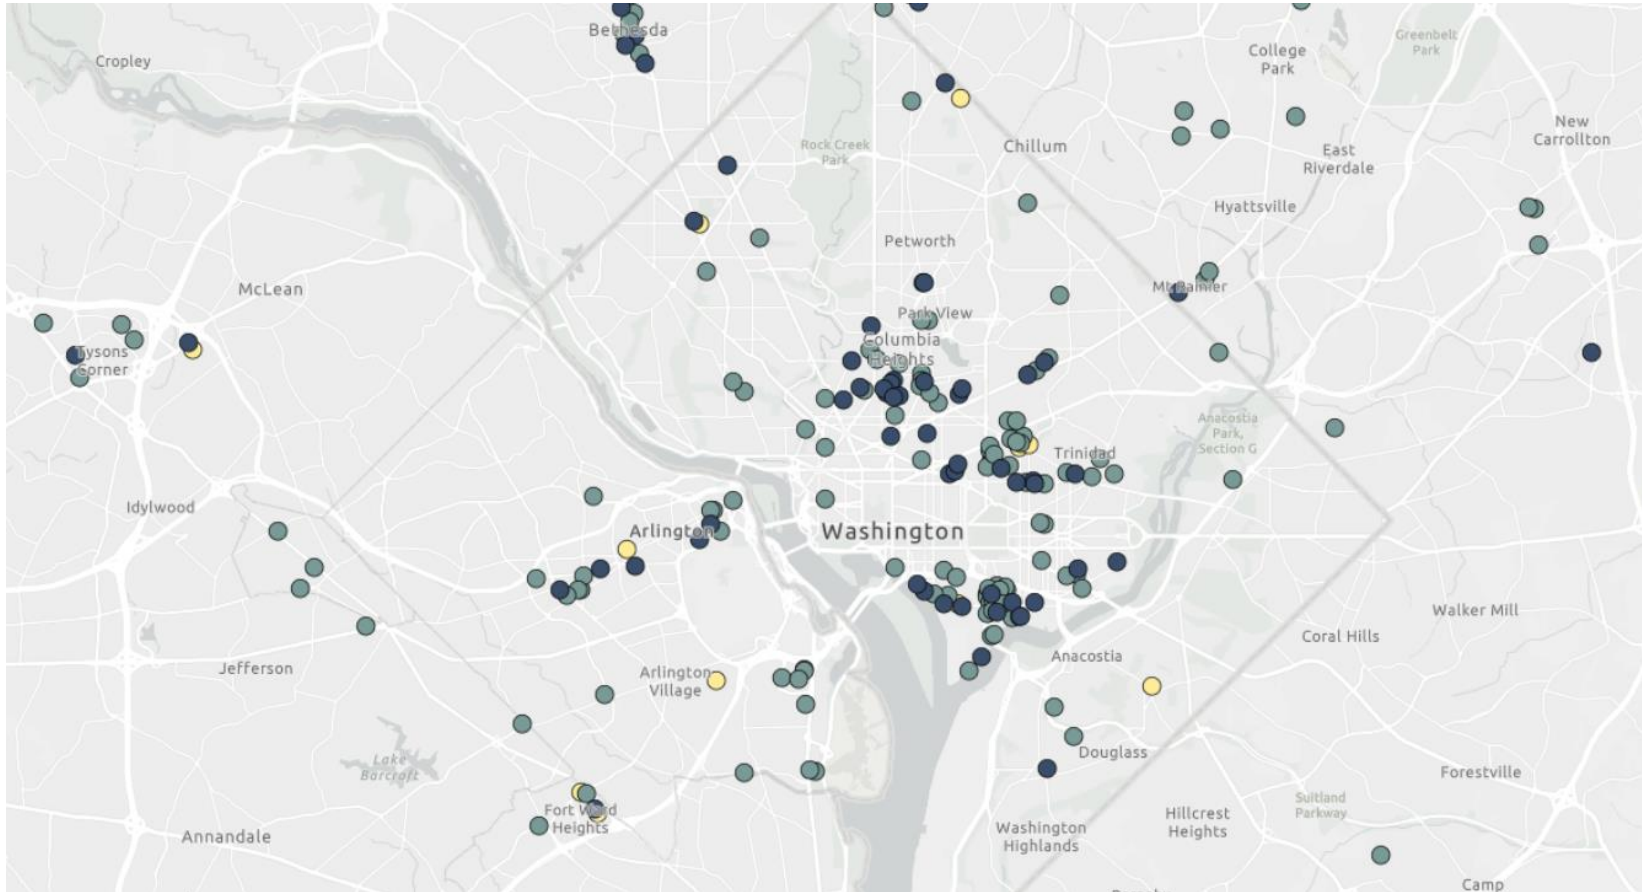 Bethesda
Cropley
College
Park
Greenbelt
Park
New
Carrollton
Rock Creek
Park
Chillum
East
Riverdale
Hyattsville
Petworth
McLean
Mt Rainier
Park View
Columbia
Heights
Tysons
Corner
Anacostia
Park,
Section G
Trinidad
Idylwood
Arlington
Washington
Walker Mill
Coral Hills
Anacostia
Jefferson
Arlington
Village
Lake
Barcroft
Douglass
Forestville
Fort Ward
Heights
Suitland
Parkway
Hillcrest
Heights
Washington
Highlands
Annandale
Camp